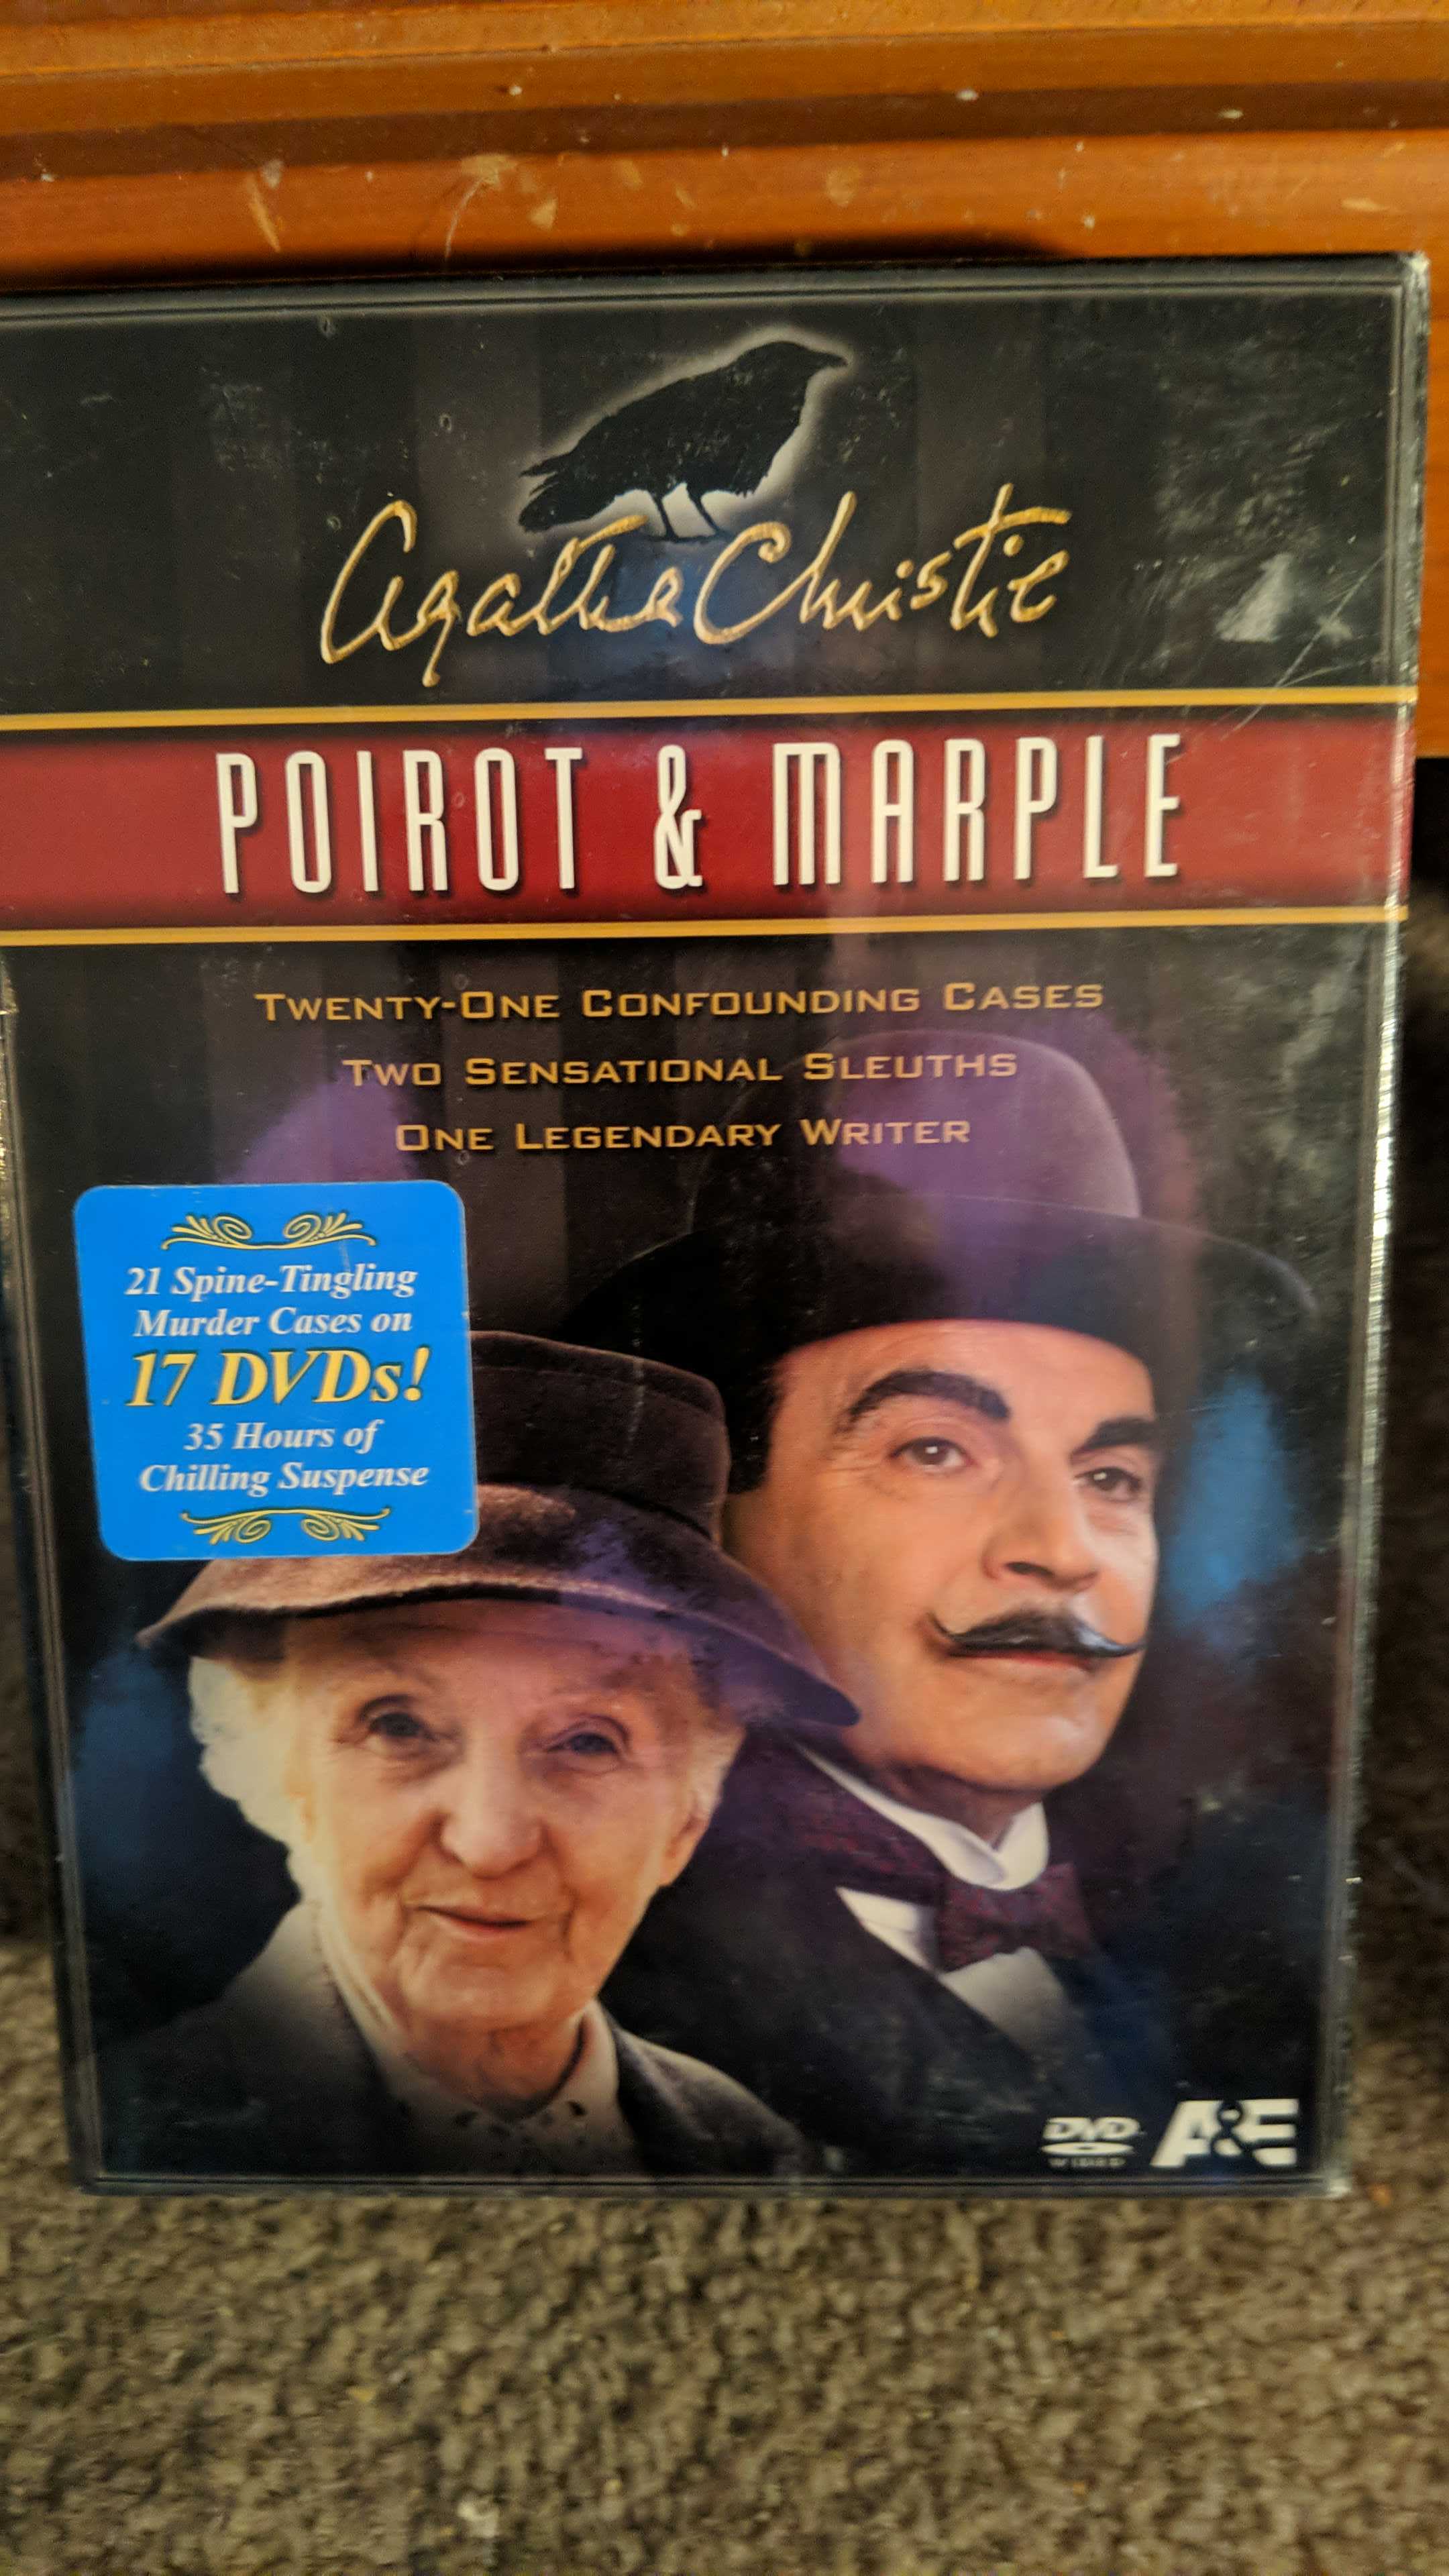 Agatha Christie
POIROT & MARPLE
TWENTY-ONE CONFOUNDING CASES
TWO SENSATIONAL SLEUTHS
ONE LEGENDARY WRITER
21 Spine-Tingling
Murder Cases on
17 DVDs!
35 Hours of
Chilling Suspense
DVD
VIDEO
A&E